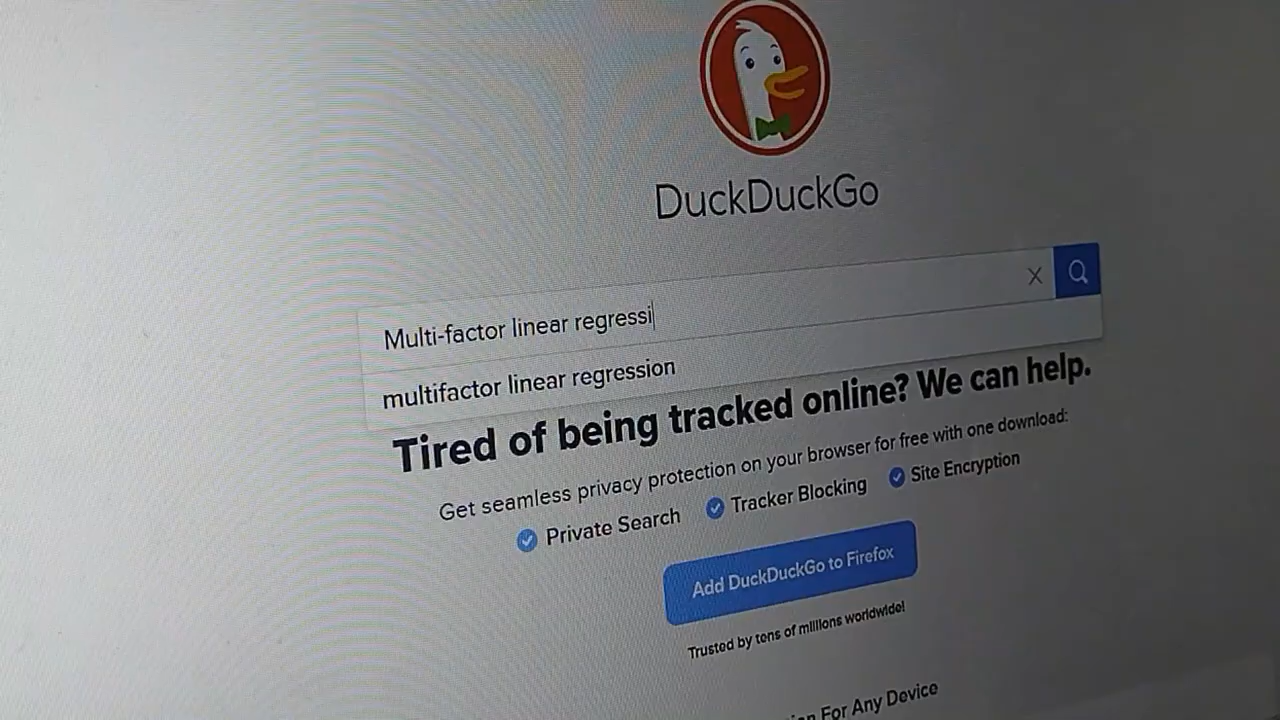 DuckDuckGo
Multi-factor linear regressi
multifactor linear regression
Tired of being tracked online? We can help.
Get seamless privacy protection on your browser for free with one download:
Private Search Tracker Blocking Site Encryption
Add DuckDuckGo to Firefox
Trusted by tens of millions worldwide!
For Any Device